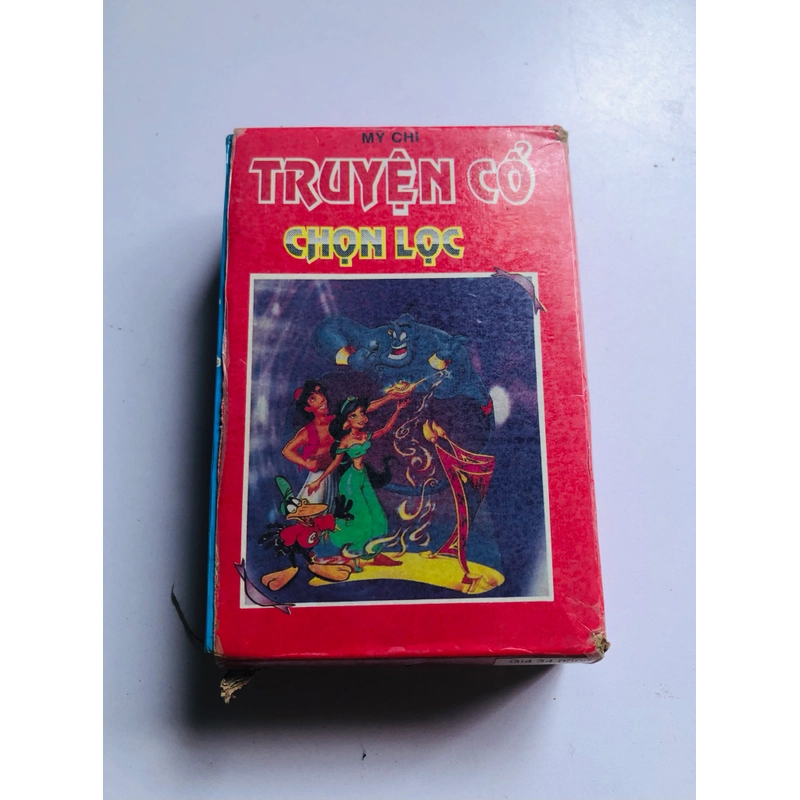 MỸ CHI
TRUYỆN CỔ
CHỌN LỌC